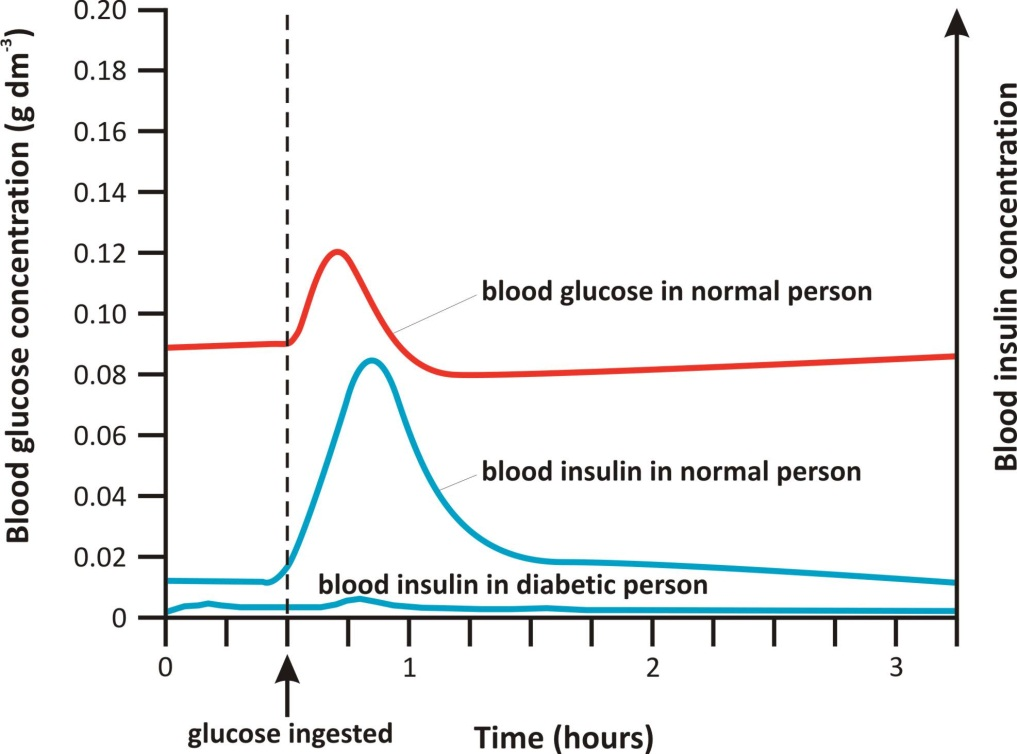 Blood glucose concentration (g dm-3)
0.20
0.18
0.16
0.14
0.12
0.10
0.08
0.06
0.04
0.02
0
blood glucose in normal person
blood insulin in normal person
blood insulin in diabetic person
Blood insulin concentration
0
1
2
3
glucose ingested
Time (hours)